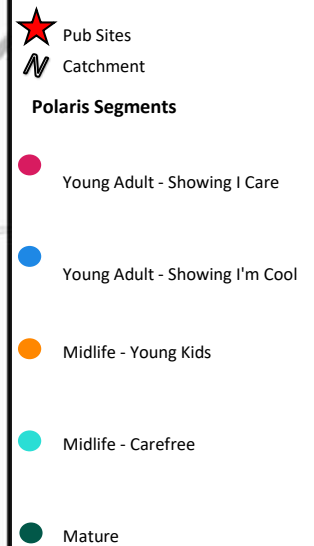 Pub Sites
Catchment
Polaris Segments
Young Adult - Showing I Care
Young Adult - Showing I'm Cool
Midlife - Young Kids
Midlife - Carefree
Mature